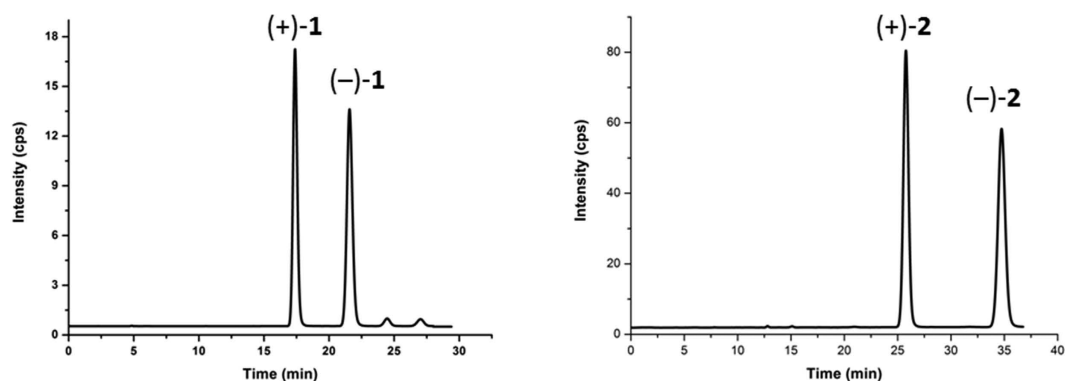 (+)-1
(−)-1
18
15
12
9
6
3
0
Intensity (cps)
0 5 10 15 20 25 30
Time (min)
(+)-2
(−)-2
80
60
40
20
0
Intensity (cps)
0 5 10 15 20 25 30 35 40
Time (min)